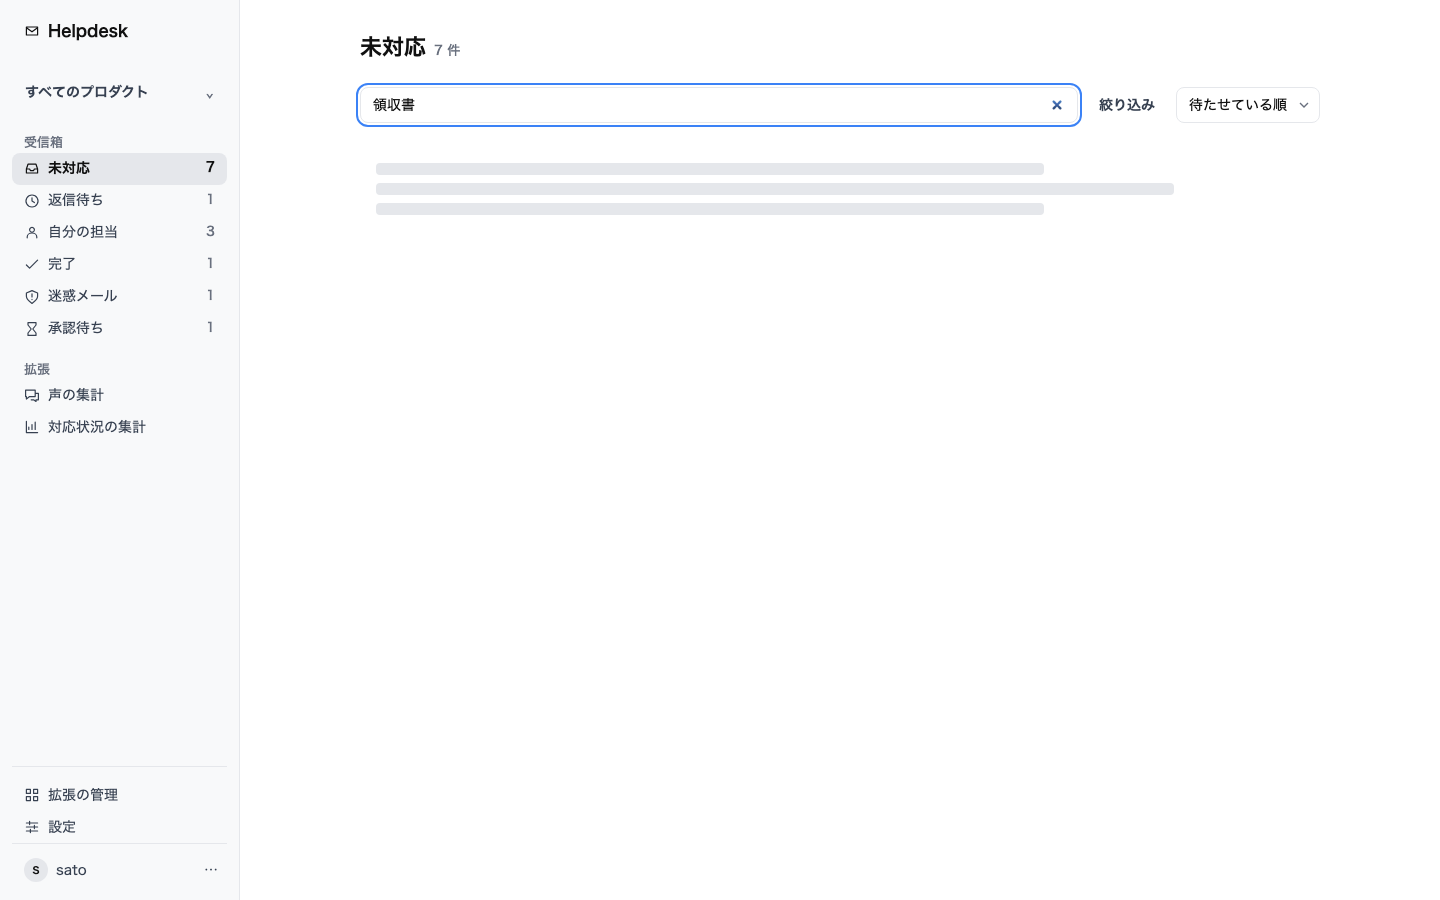 Helpdesk
すべてのプロダクト
受信箱
未対応 7
返信待ち 1
自分の担当 3
完了 1
迷惑メール 1
承認待ち 1
拡張
声の集計
対応状況の集計
拡張の管理
設定
S sato
未対応 7 件
領収書
絞り込み
待たせている順